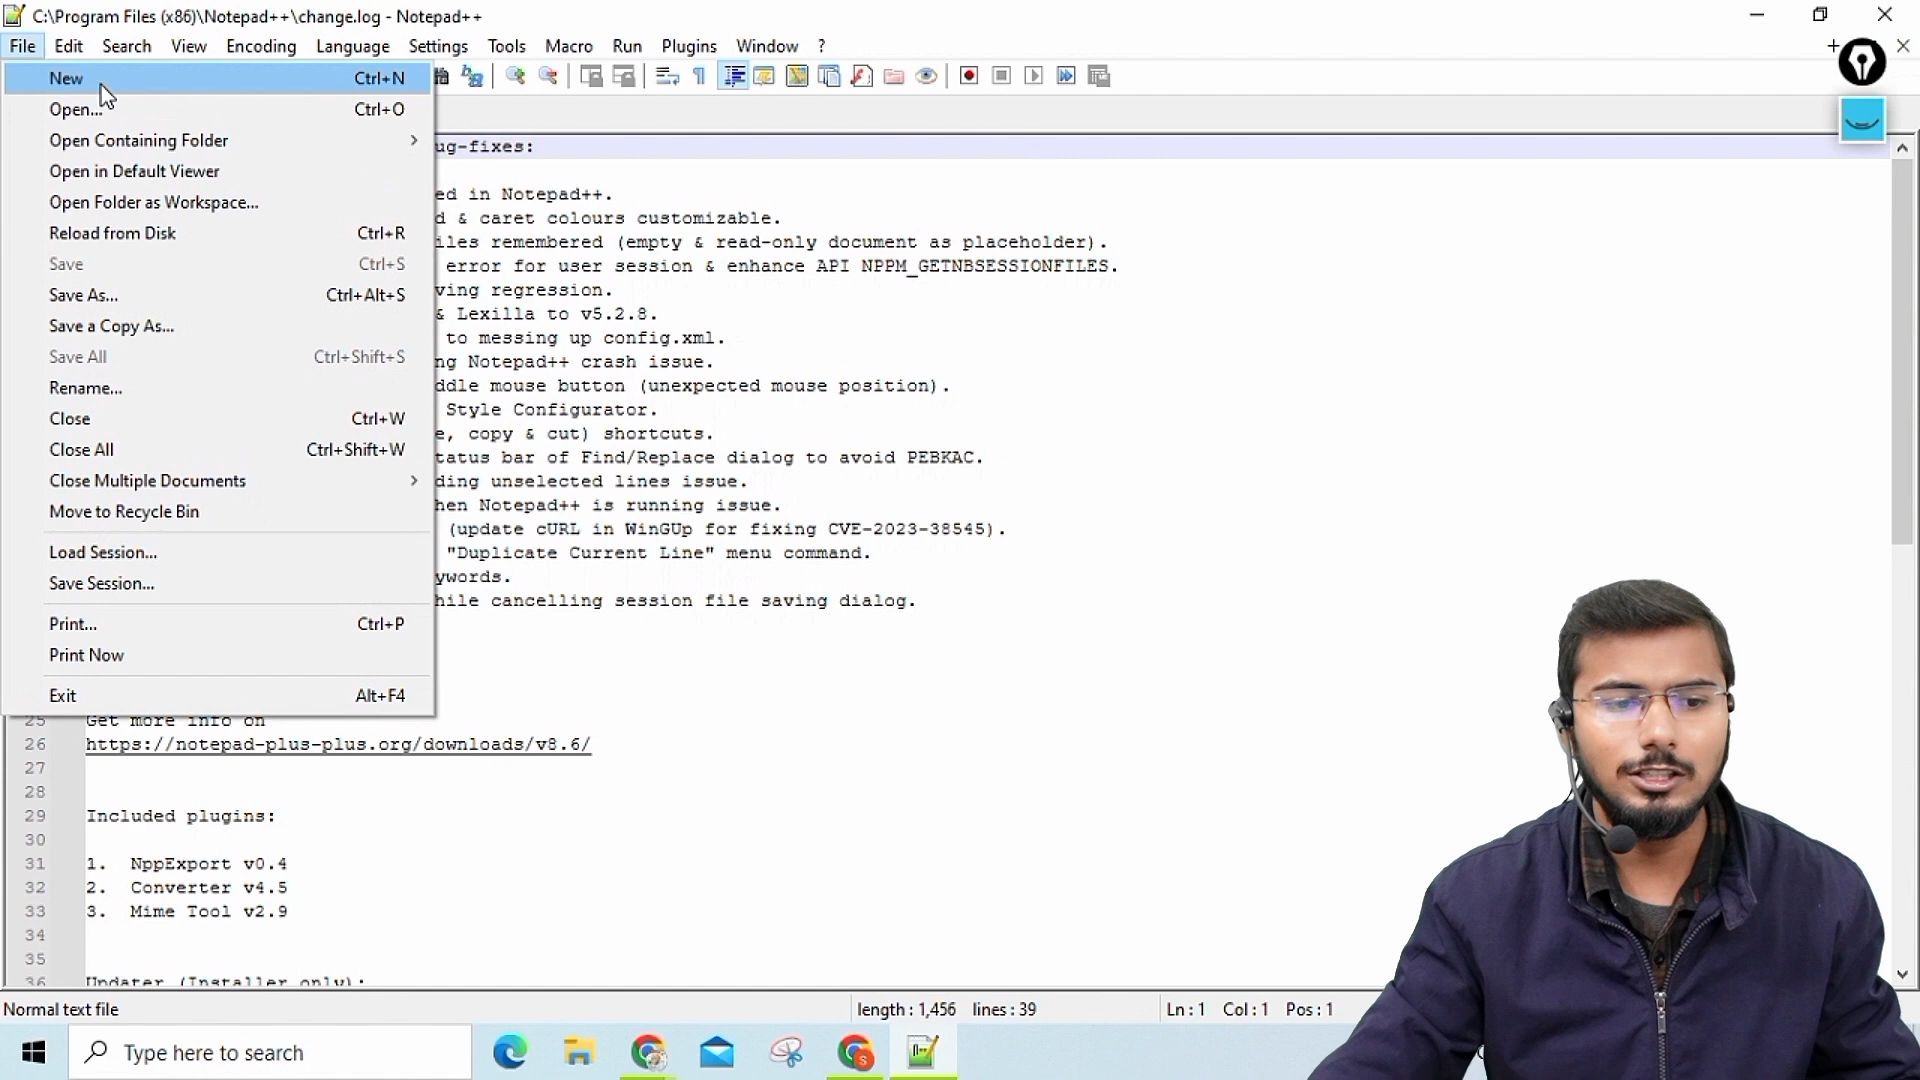 C:\Program Files (x86)\Notepad++\change.log - Notepad++
File Edit Search View Encoding Language Settings Tools Macro Run Plugins Window ?
New Ctrl+N
Open... Ctrl+O
Open Containing Folder
Open in Default Viewer
Open Folder as Workspace...
Reload from Disk Ctrl+R
Save Ctrl+S
Save As... Ctrl+Alt+S
Save a Copy As...
Save All Ctrl+Shift+S
Rename...
Close Ctrl+W
Close All Ctrl+Shift+W
Close Multiple Documents
Move to Recycle Bin
Load Session...
Save Session...
Print... Ctrl+P
Print Now
Exit Alt+F4
ug-fixes:
ed in Notepad++.
d & caret colours customizable.
iles remembered (empty & read-only document as placeholder).
error for user session & enhance API NPPM_GETNBSESSIONFILES.
ving regression.
& Lexilla to v5.2.8.
to messing up config.xml.
ng Notepad++ crash issue.
ddle mouse button (unexpected mouse position).
Style Configurator.
e, copy & cut) shortcuts.
tatus bar of Find/Replace dialog to avoid PEBKAC.
ding unselected lines issue.
hen Notepad++ is running issue.
(update cURL in WinGUp for fixing CVE-2023-38545).
"Duplicate Current Line" menu command.
ywords.
hile cancelling session file saving dialog.
25 Get more info on
26 https://notepad-plus-plus.org/downloads/v8.6/
27
28
29 Included plugins:
30
31 1. NppExport v0.4
32 2. Converter v4.5
33 3. Mime Tool v2.9
34
35
36 Updater (Installer only):
Normal text file length : 1,456 lines : 39 Ln : 1 Col : 1 Pos : 1
Type here to search